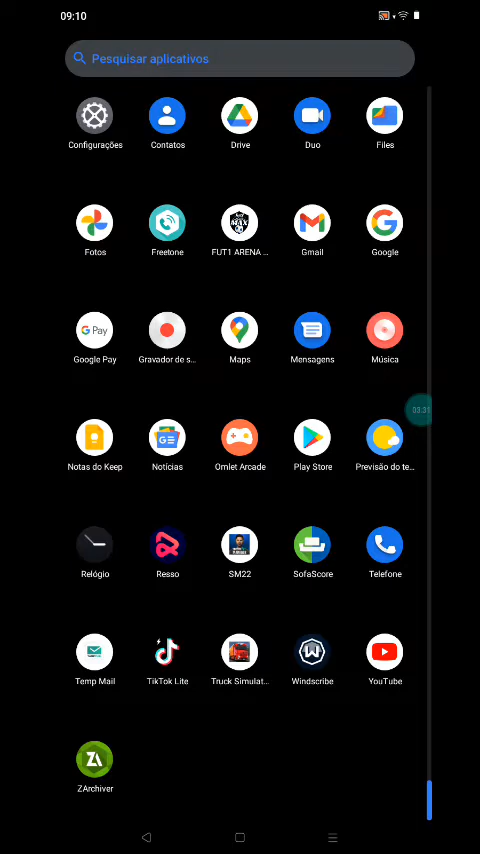 09:10
Pesquisar aplicativos
Configurações Contatos Drive Duo Files
Fotos Freetone FUT1 ARENA ... Gmail Google
G Pay
Google Pay Gravador de s... Maps Mensagens Música
03:31
Notas do Keep Notícias Omlet Arcade Play Store Previsão do te...
Relógio Resso SM22 SofaScore Telefone
Temp Mail TikTok Lite Truck Simulat... Windscribe YouTube
ZA
ZArchiver